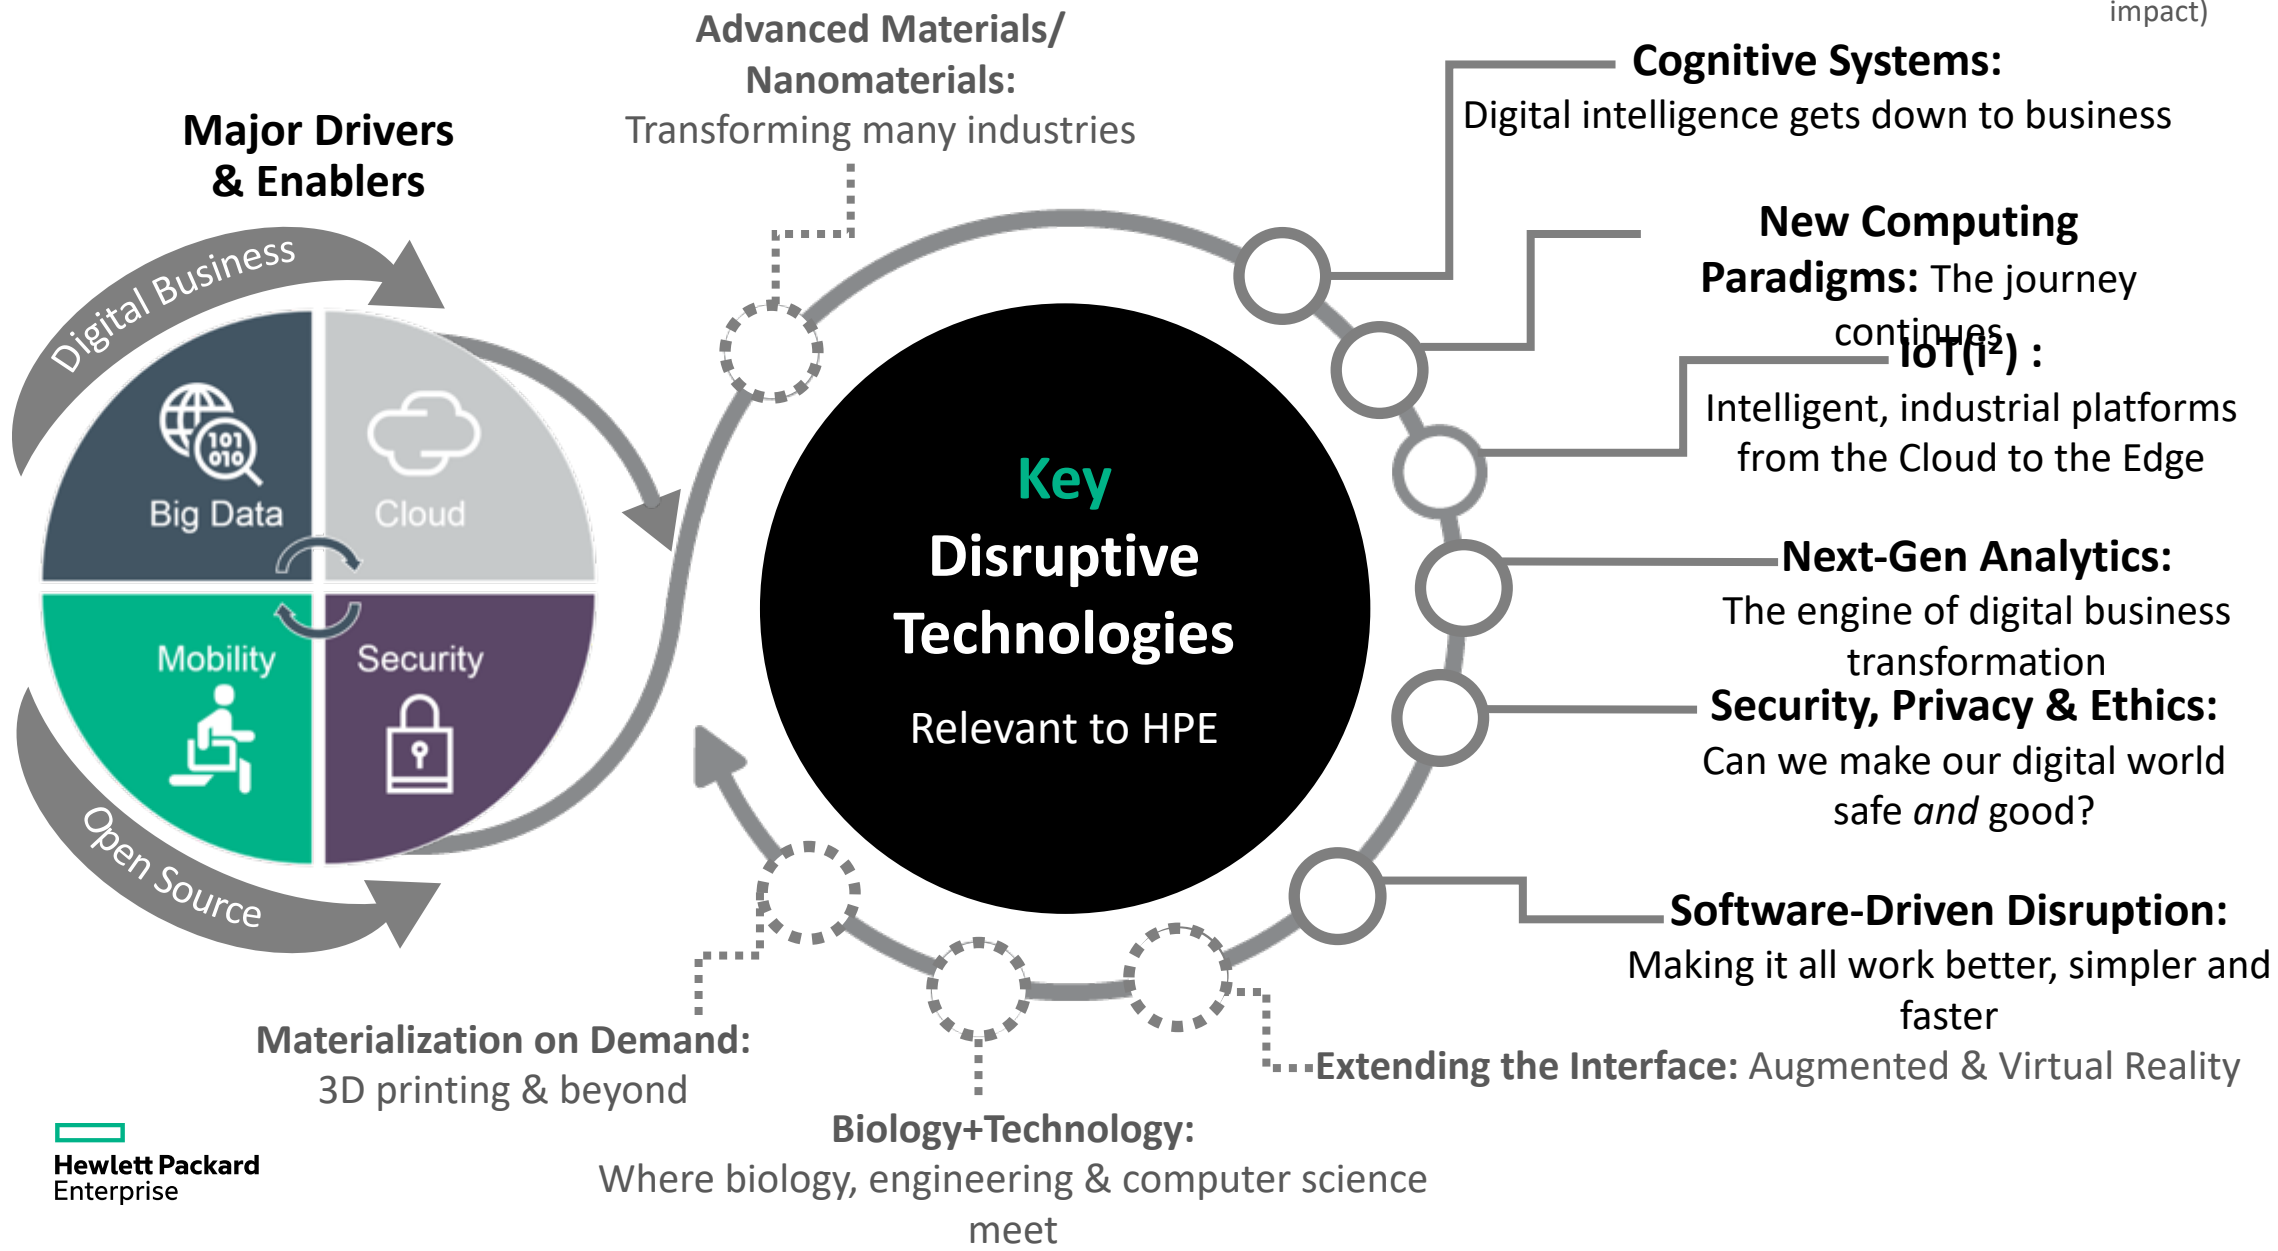 impact)
Advanced Materials/
Nanomaterials:
Transforming many industries
Major Drivers
& Enablers
Digital Business
101
010
Big Data
Cloud
Mobility
Security
Open Source
Key
Disruptive
Technologies
Relevant to HPE
Cognitive Systems:
Digital intelligence gets down to business
New Computing
Paradigms: The journey
continues
IoT(i²) :
Intelligent, industrial platforms
from the Cloud to the Edge
Next-Gen Analytics:
The engine of digital business
transformation
Security, Privacy & Ethics:
Can we make our digital world
safe and good?
Software-Driven Disruption:
Making it all work better, simpler and
faster
Extending the Interface: Augmented & Virtual Reality
Biology+Technology:
Where biology, engineering & computer science
meet
Materialization on Demand:
3D printing & beyond
Hewlett Packard
Enterprise